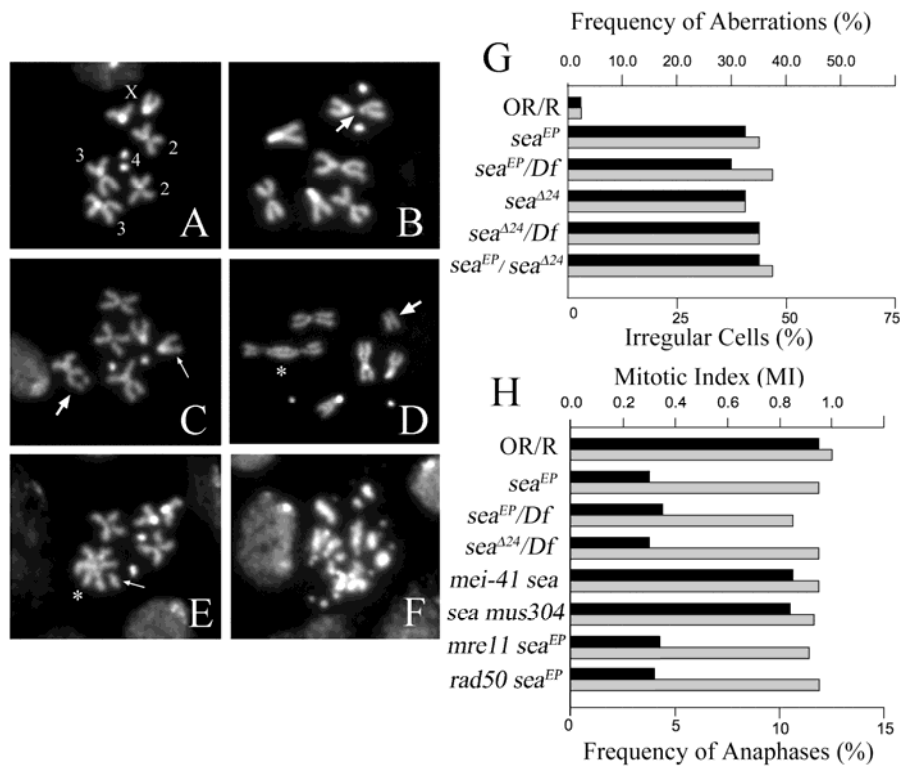 G
Frequency of Aberrations (%)
0.0 10.0 20.0 30.0 40.0 50.0
OR/R
sea^EP
sea^EP/Df
sea^Δ24
sea^Δ24/Df
sea^EP/sea^Δ24
0 25 50 75
Irregular Cells (%)
X
2
3
4
2
3
A
B
C
*
D
*
E
F
H
Mitotic Index (MI)
0.0 0.2 0.4 0.6 0.8 1.0
OR/R
sea^EP
sea^EP/Df
sea^Δ24/Df
mei-41 sea
sea mus304
mre11 sea^EP
rad50 sea^EP
0 5 10 15
Frequency of Anaphases (%)